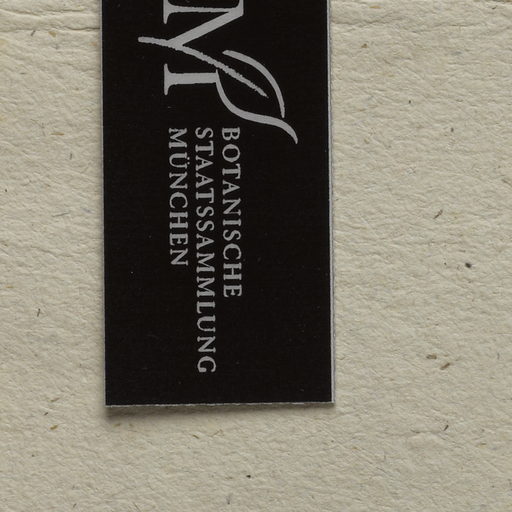 M
BOTANISCHE
STAATSSAMMLUNG
MÜNCHEN